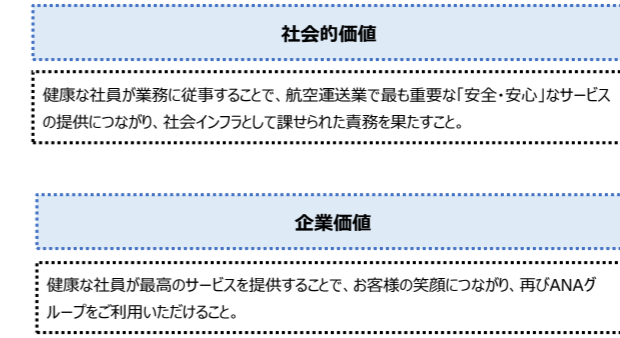 社会的価値
健康な社員が業務に従事することで、航空運送業で最も重要な「安全・安心」なサービス
の提供につながり、社会インフラとして課せられた責務を果たすこと。
企業価値
健康な社員が最高のサービスを提供することで、お客様の笑顔につながり、再びANAグ
ループをご利用いただけること。